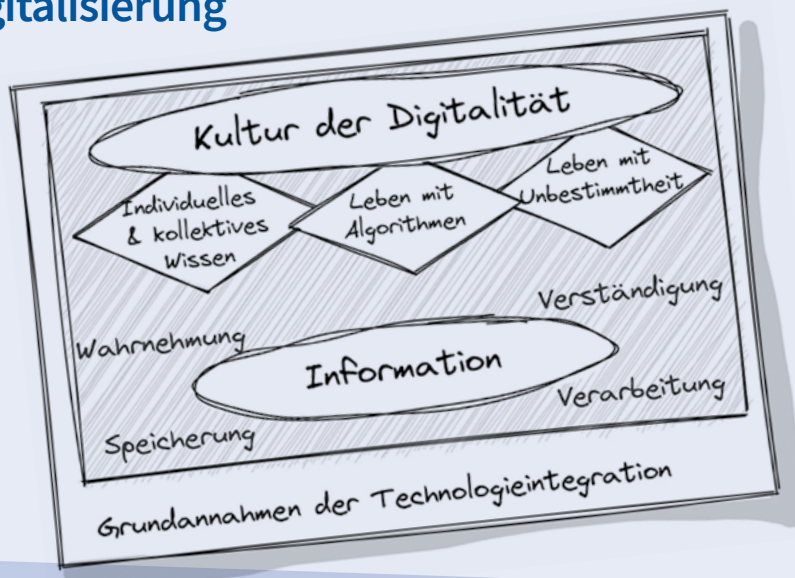 gitalisierung
Kultur der Digitalität
Individuelles
& kollektives
Wissen
Leben mit
Algorithmen
Leben mit
Unbestimmtheit
Wahrnehmung
Verständigung
Information
Speicherung
Verarbeitung
Grundannahmen der Technologieintegration